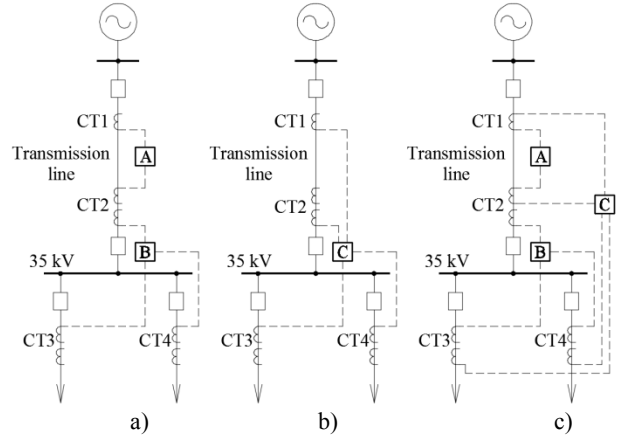 CT1 CT1 CT1
A A
Transmission line Transmission line Transmission line
C
CT2 CT2 CT2
B C B
35 kV 35 kV 35 kV
CT3 CT4 CT3 CT4 CT3 CT4
a) b) c)